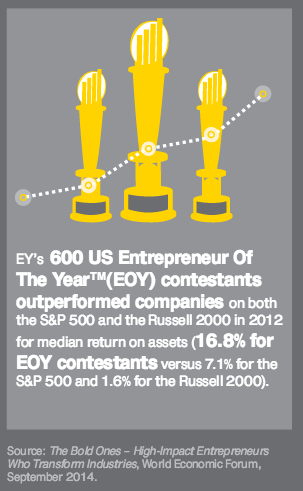 EY's 600 US Entrepreneur Of
The Year™(EOY) contestants
outperformed companies on both
the S&P 500 and the Russell 2000 in 2012
for median return on assets (16.8% for
EOY contestants versus 7.1% for the
S&P 500 and 1.6% for the Russell 2000).
Source: The Bold Ones – High-Impact Entrepreneurs
Who Transform Industries, World Economic Forum,
September 2014.